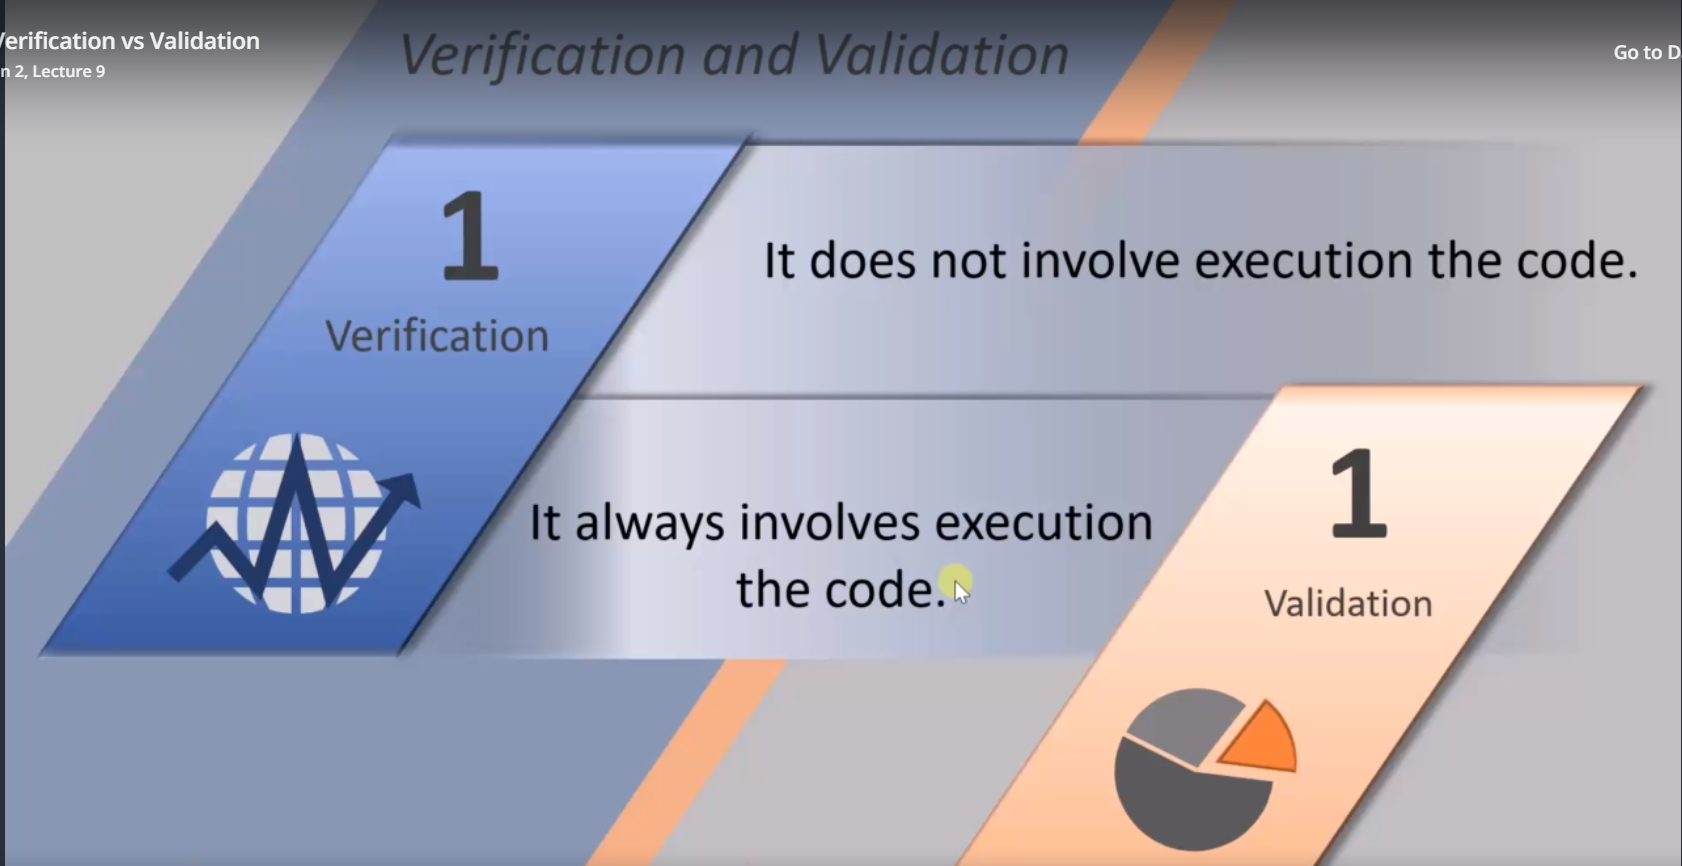 Verification vs Validation
n 2, Lecture 9
Go to D
Verification and Validation
1
Verification
It does not involve execution the code.
It always involves execution
the code.
1
Validation